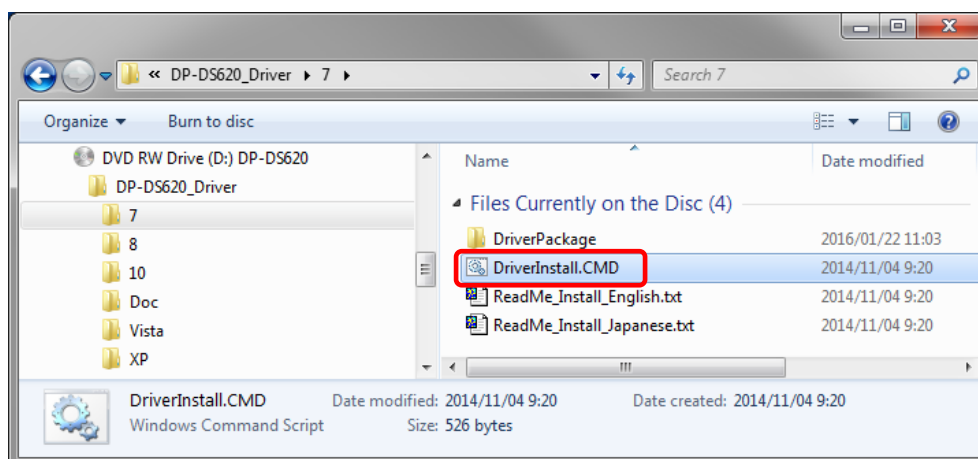 « DP-DS620_Driver ▸ 7 ▸
Search 7
Organize ▾ Burn to disc
DVD RW Drive (D:) DP-DS620
DP-DS620_Driver
7
8
10
Doc
Vista
XP
Name Date modified
Files Currently on the Disc (4)
DriverPackage 2016/01/22 11:03
DriverInstall.CMD 2014/11/04 9:20
ReadMe_Install_English.txt 2014/11/04 9:20
ReadMe_Install_Japanese.txt 2014/11/04 9:20
DriverInstall.CMD Date modified: 2014/11/04 9:20 Date created: 2014/11/04 9:20
Windows Command Script Size: 526 bytes